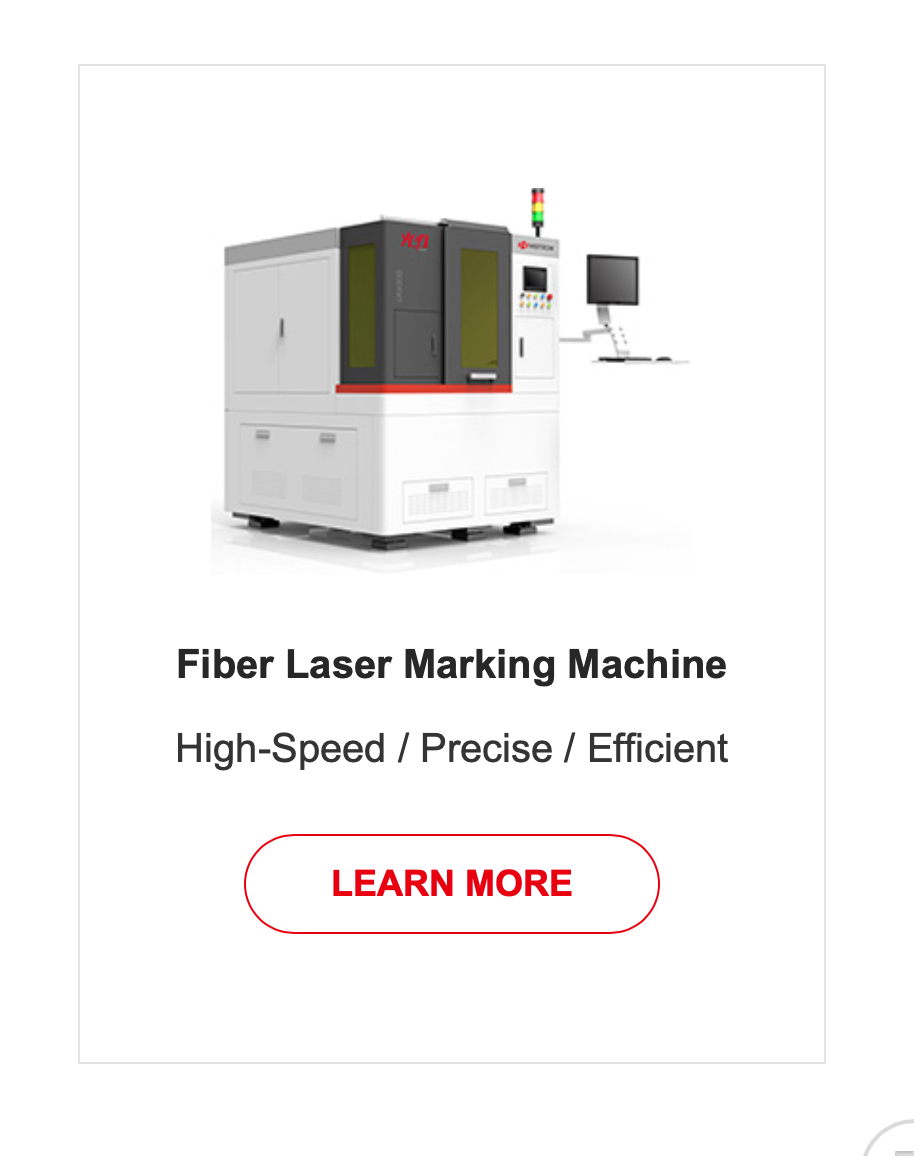 Fiber Laser Marking Machine
High-Speed / Precise / Efficient
LEARN MORE